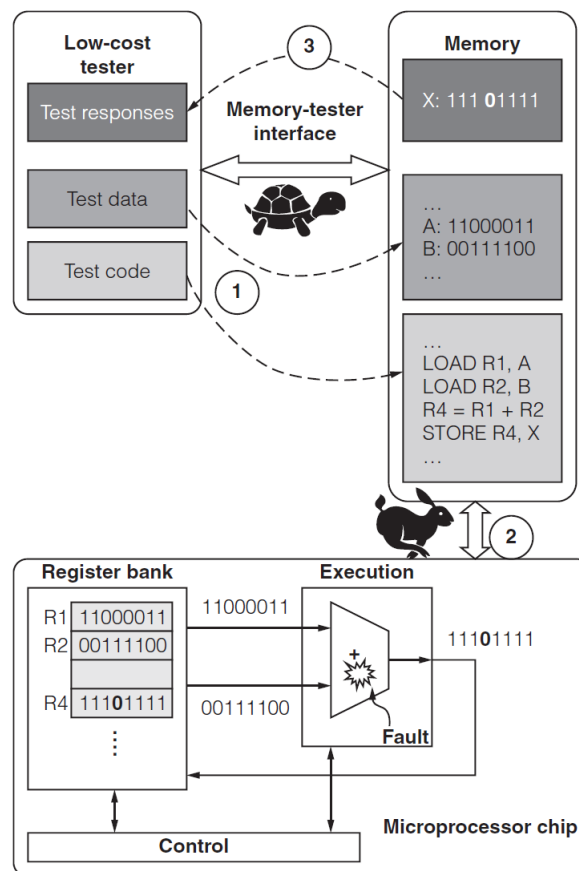 Low-cost
tester
Test responses
Test data
Test code
3
Memory-tester
interface
1
Memory
X: 111 0 1111
...
A: 11000011
B: 00111100
...
...
LOAD R1, A
LOAD R2, B
R4 = R1 + R2
STORE R4, X
...
2
Register bank
R1 11000011
R2 00111100
R4 11101111
11000011
00111100
Execution
+
Fault
11101111
Control
Microprocessor chip